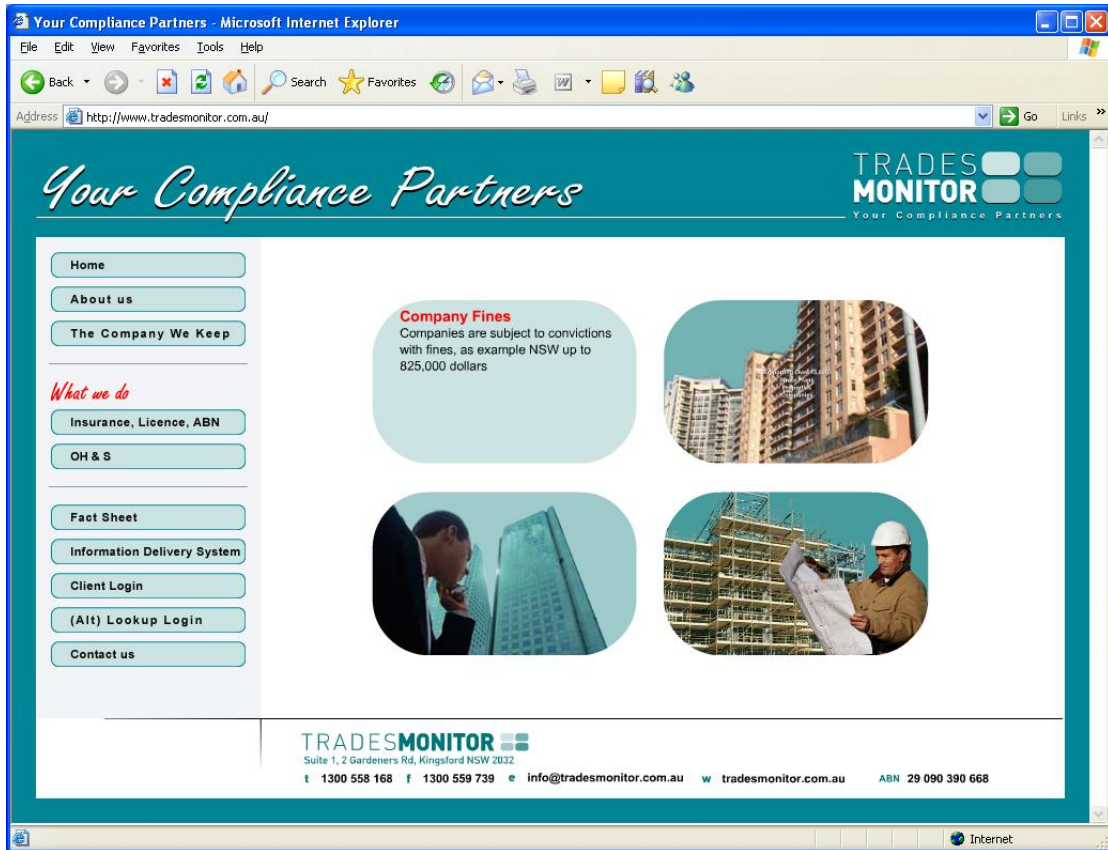 Your Compliance Partners - Microsoft Internet Explorer
File Edit View Favorites Tools Help
Back Search Favorites
Address http://www.tradesmonitor.com.au/ Go Links »
Your Compliance Partners
TRADES
MONITOR
Your Compliance Partners
Home
About us
The Company We Keep
What we do
Insurance, Licence, ABN
OH & S
Fact Sheet
Information Delivery System
Client Login
(Alt) Lookup Login
Contact us
Company Fines
Companies are subject to convictions
with fines, as example NSW up to
825,000 dollars
TRADESMONITOR
Suite 1, 2 Gardeners Rd, Kingsford NSW 2032
t 1300 558 168 f 1300 559 739 e info@tradesmonitor.com.au w tradesmonitor.com.au ABN 29 090 390 668
Internet